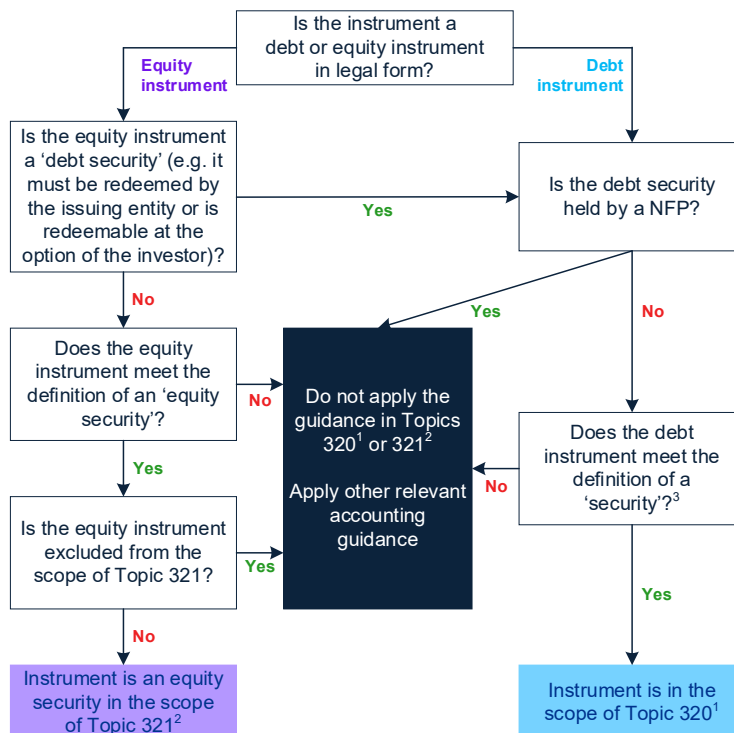 Is the instrument a
debt or equity instrument
in legal form?
Equity
instrument
Debt
instrument
Is the equity instrument
a ‘debt security’ (e.g. it
must be redeemed by
the issuing entity or is
redeemable at the
option of the investor)?
Yes
Is the debt security
held by a NFP?
No
Yes
No
Does the equity
instrument meet the
definition of an ‘equity
security’?
No
Do not apply the
guidance in Topics
320¹ or 321²
Apply other relevant
accounting
guidance
Does the debt
instrument meet the
definition of a
‘security’?³
No
Yes
Is the equity instrument
excluded from the
scope of Topic 321?
Yes
Yes
No
Instrument is an equity
security in the scope
of Topic 321²
Instrument is in the
scope of Topic 320¹